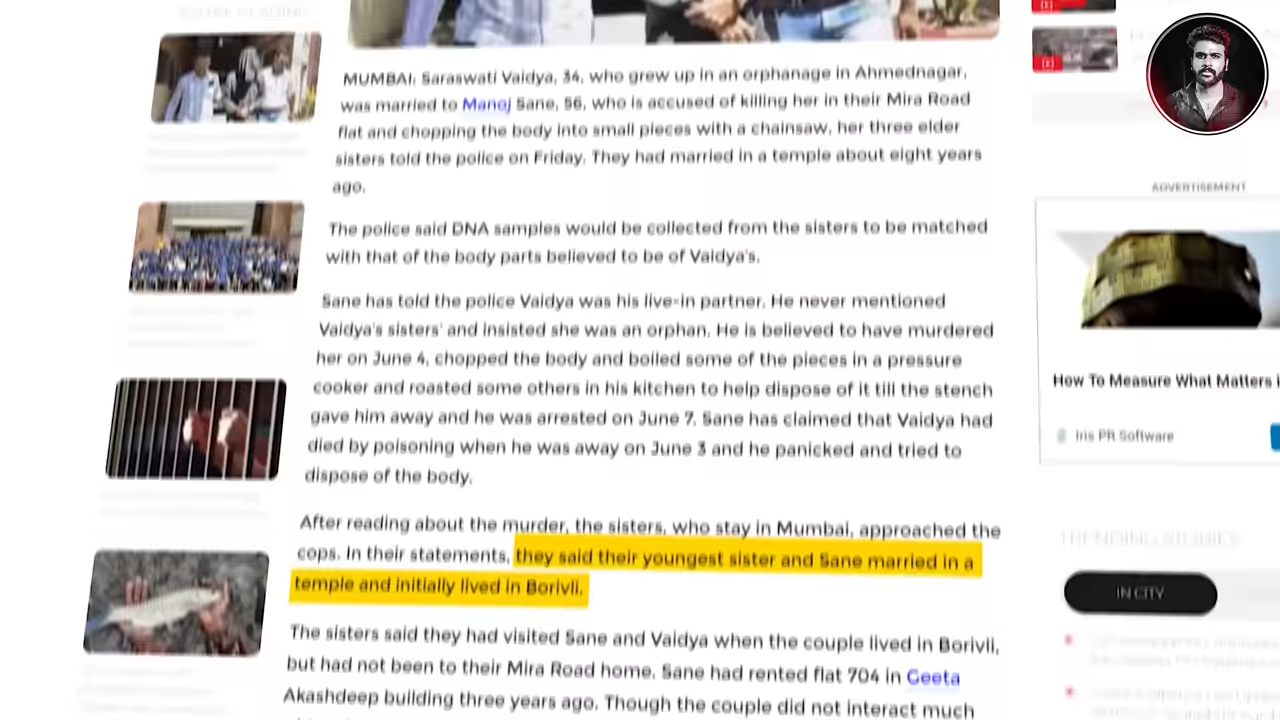 MUMBAI: Saraswati Vaidya, 34, who grew up in an orphanage in Ahmednagar,
was married to Manoj Sane, 56, who is accused of killing her in their Mira Road
flat and chopping the body into small pieces with a chainsaw, her three elder
sisters told the police on Friday. They had married in a temple about eight years
ago.
The police said DNA samples would be collected from the sisters to be matched
with that of the body parts believed to be of Vaidya's.
Sane has told the police Vaidya was his live-in partner. He never mentioned
Vaidya's sisters' and insisted she was an orphan. He is believed to have murdered
her on June 4, chopped the body and boiled some of the pieces in a pressure
cooker and roasted some others in his kitchen to help dispose of it till the stench
gave him away and he was arrested on June 7. Sane has claimed that Vaidya had
died by poisoning when he was away on June 3 and he panicked and tried to
dispose of the body.
After reading about the murder, the sisters, who stay in Mumbai, approached the
cops. In their statements, they said their youngest sister and Sane married in a
temple and initially lived in Borivli.
The sisters said they had visited Sane and Vaidya when the couple lived in Borivli,
but had not been to their Mira Road home. Sane had rented flat 704 in Geeta
Akashdeep building three years ago. Though the couple did not interact much
ADVERTISEMENT
How To Measure What Matters
Iris PR Software
TRENDING STORIES
IN CITY